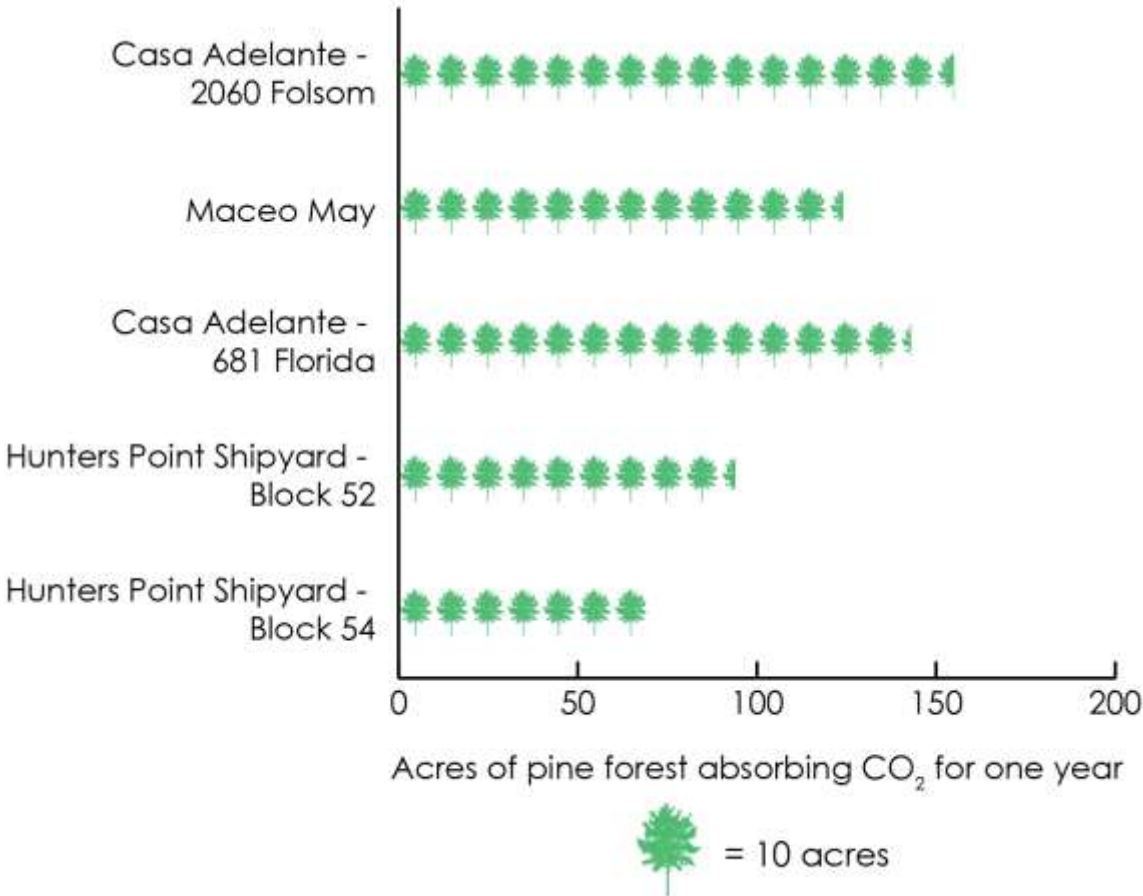 Casa Adelante -
2060 Folsom
Maceo May
Casa Adelante -
681 Florida
Hunters Point Shipyard -
Block 52
Hunters Point Shipyard -
Block 54
0 50 100 150 200
Acres of pine forest absorbing CO₂ for one year
= 10 acres